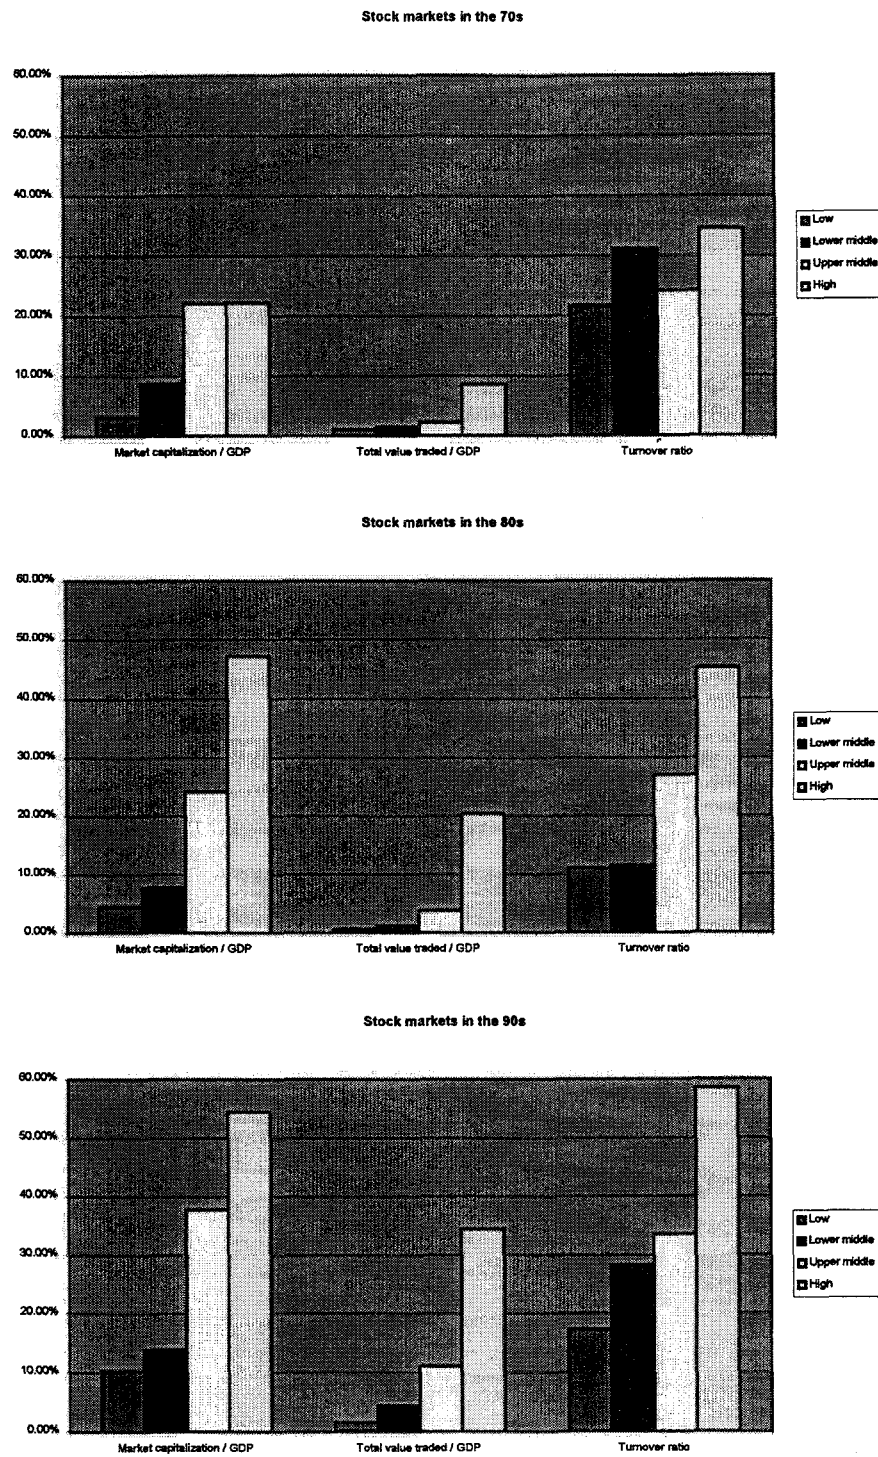 Stock markets in the 70s
60.00%
50.00%
40.00%
30.00%
20.00%
10.00%
0.00%
Market capitalization / GDP
Total value traded / GDP
Turnover ratio
Low
Lower middle
Upper middle
High
Stock markets in the 80s
60.00%
50.00%
40.00%
30.00%
20.00%
10.00%
0.00%
Market capitalization / GDP
Total value traded / GDP
Turnover ratio
Low
Lower middle
Upper middle
High
Stock markets in the 90s
60.00%
50.00%
40.00%
30.00%
20.00%
10.00%
0.00%
Market capitalization / GDP
Total value traded / GDP
Turnover ratio
Low
Lower middle
Upper middle
High